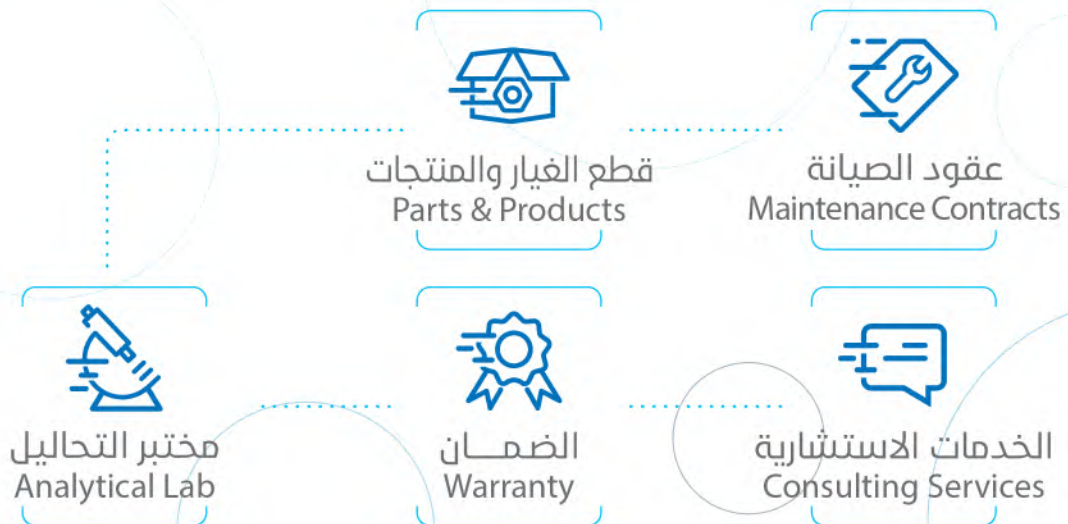 قطع الغيار والمنتجات
Parts & Products
عقود الصيانة
Maintenance Contracts
مختبر التحاليل
Analytical Lab
الضمـــان
Warranty
الخدمات الاستشارية
Consulting Services